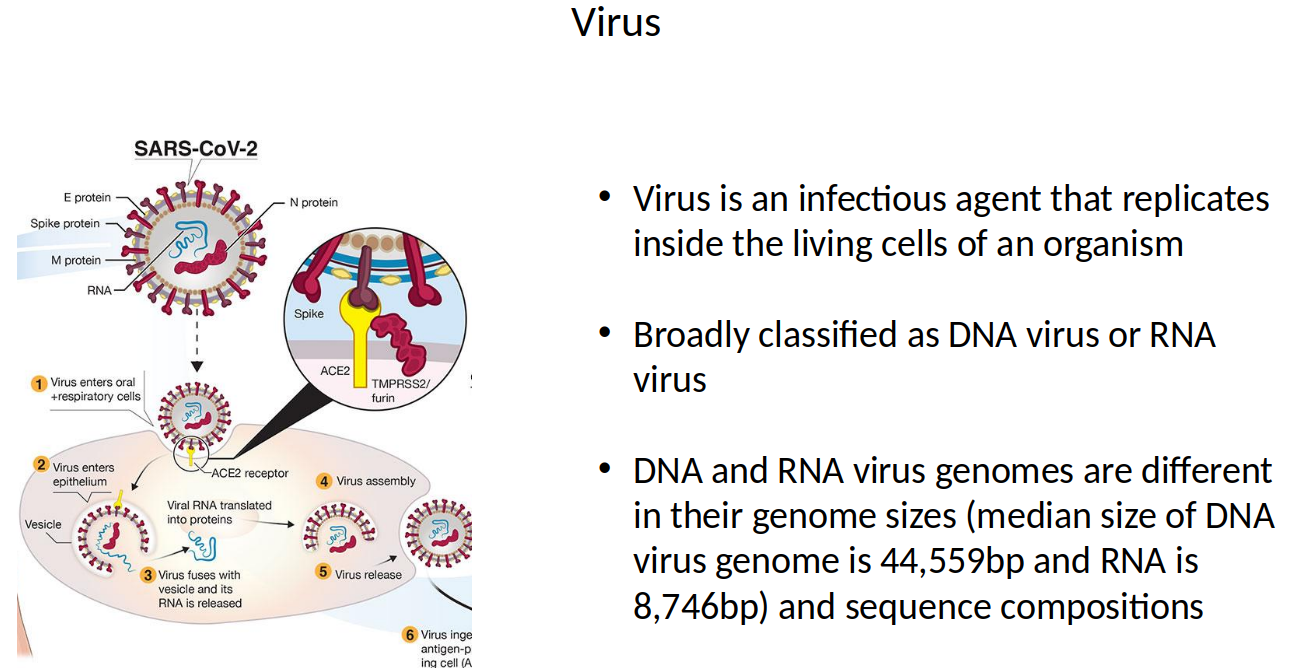 Virus
SARS-CoV-2
E protein
Spike protein
M protein
RNA
N protein
Spike
ACE2
TMPRSS2/
furin
1 Virus enters oral
+respiratory cells
2 Virus enters
epithelium
ACE2 receptor
Vesicle
Viral RNA translated
into proteins
3 Virus fuses with
vesicle and its
RNA is released
4 Virus assembly
5 Virus release
6 Virus inge
antigen-p
ing cell (A
• Virus is an infectious agent that replicates
inside the living cells of an organism
• Broadly classified as DNA virus or RNA
virus
• DNA and RNA virus genomes are different
in their genome sizes (median size of DNA
virus genome is 44,559bp and RNA is
8,746bp) and sequence compositions